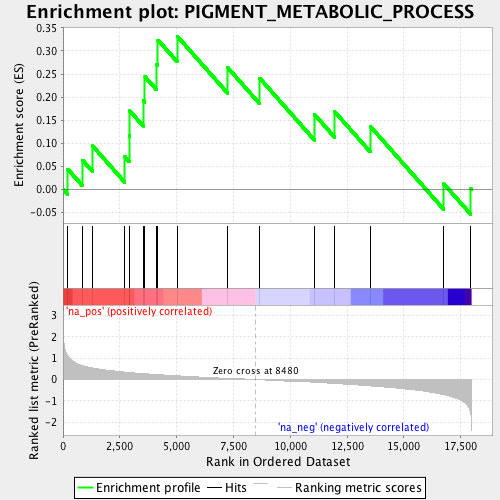 Enrichment plot: PIGMENT_METABOLIC_PROCESS
Enrichment score (ES)
0.35
0.30
0.25
0.20
0.15
0.10
0.05
0.00
-0.05
'na_pos' (positively correlated)
Ranked list metric (PreRanked)
3
2
1
0
-1
-2
Zero cross at 8480
'na_neg' (negatively correlated)
0
2,500
5,000
7,500
10,000
12,500
15,000
17,500
Rank in Ordered Dataset
Enrichment profile
Hits
Ranking metric scores